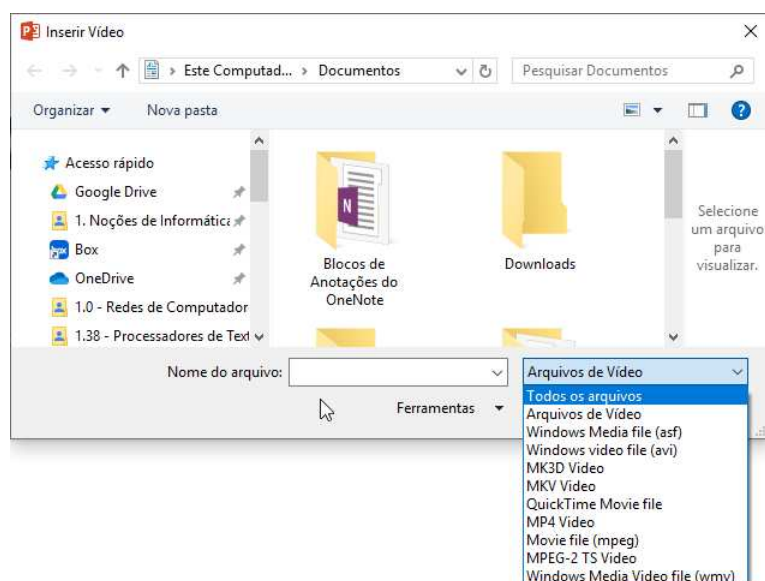 Inserir Vídeo
Este Computad... > Documentos
Pesquisar Documentos
Organizar
Nova pasta
Acesso rápido
Google Drive
1. Noções de Informática
Box
OneDrive
1.0 - Redes de Computador
1.38 - Processadores de Text
Blocos de
Anotações do
OneNote
Downloads
Selecione
um arquivo
para
visualizar.
Nome do arquivo:
Arquivos de Vídeo
Ferramentas
Todos os arquivos
Arquivos de Vídeo
Windows Media file (asf)
Windows video file (avi)
MK3D Video
MKV Video
QuickTime Movie file
MP4 Video
Movie file (mpeg)
MPEG-2 TS Video
Windows Media Video file (wmv)